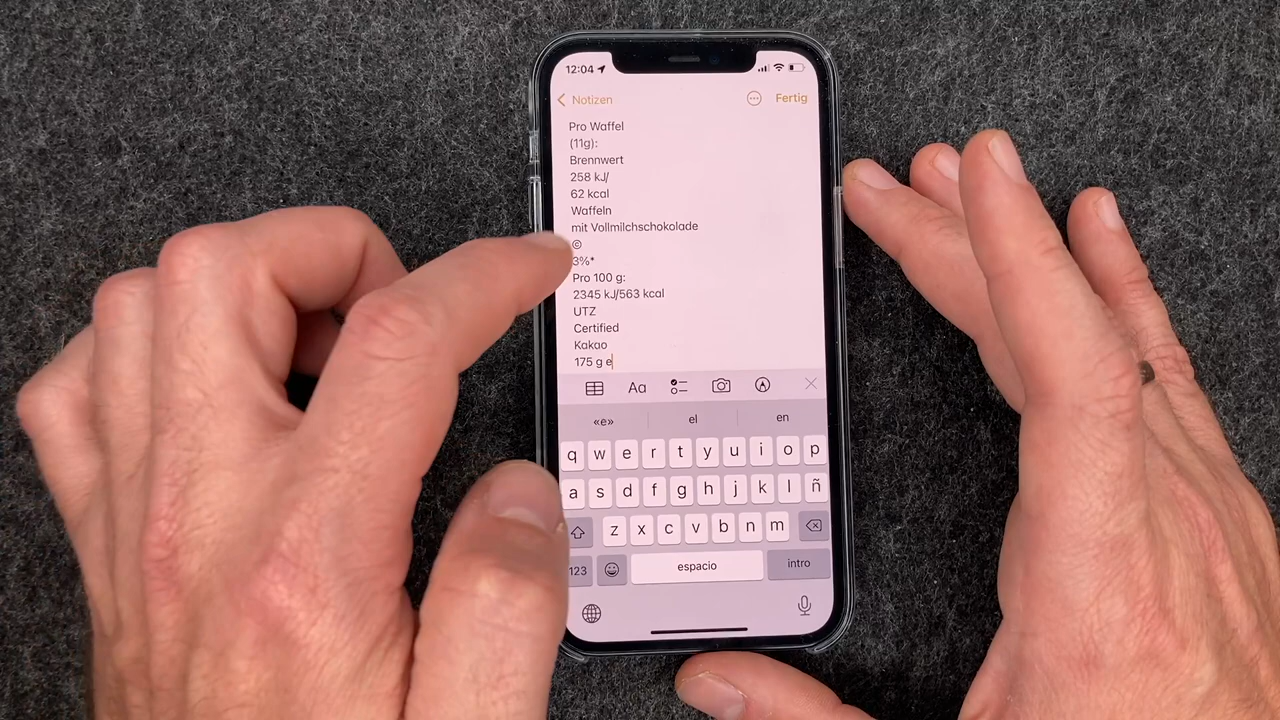 12:04
Notizen
Fertig
Pro Waffel
(11g):
Brennwert
258 kJ/
62 kcal
Waffeln
mit Vollmilchschokolade
©
3%*
Pro 100 g:
2345 kJ/563 kcal
UTZ
Certified
Kakao
175 g e
Aa
«e» el en
q w e r t y u i o p
a s d f g h j k l ñ
z x c v b n m
123 espacio intro